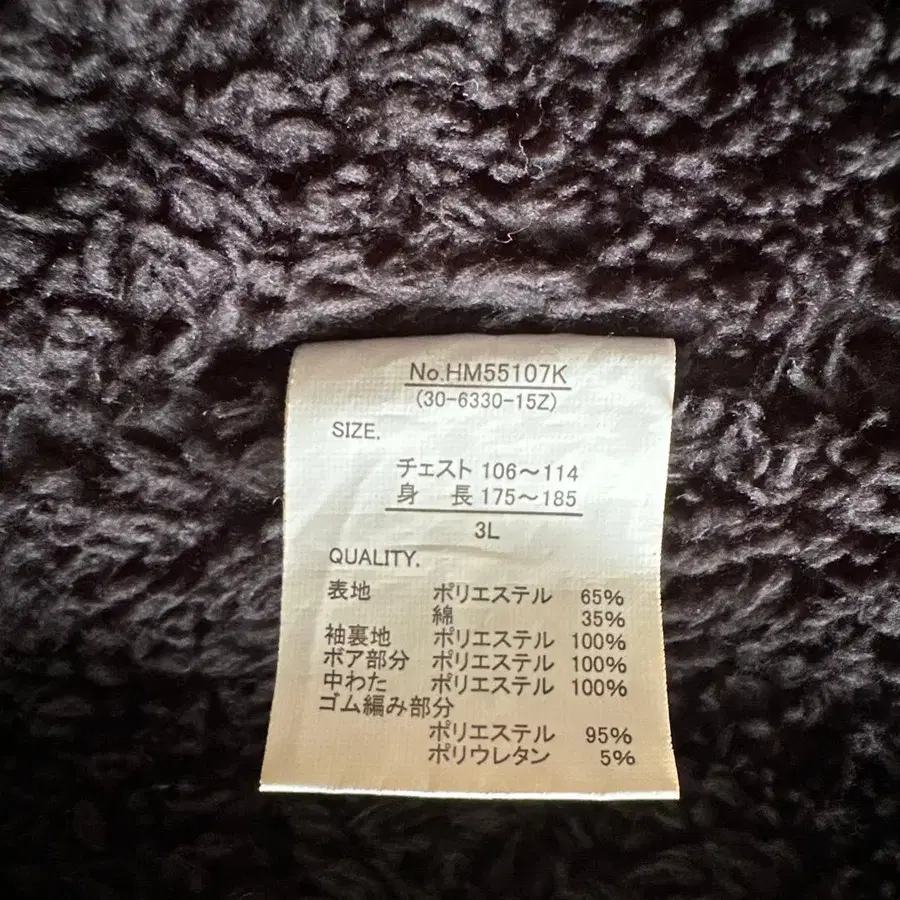 No.HM55107K
(30-6330-15Z)
SIZE.
チェスト 106～114
身 長 175～185
3L
QUALITY.
表地 ポリエステル 65%
綿 35%
袖裏地 ポリエステル 100%
ボア部分 ポリエステル 100%
中わた ポリエステル 100%
ゴム編み部分
ポリエステル 95%
ポリウレタン 5%